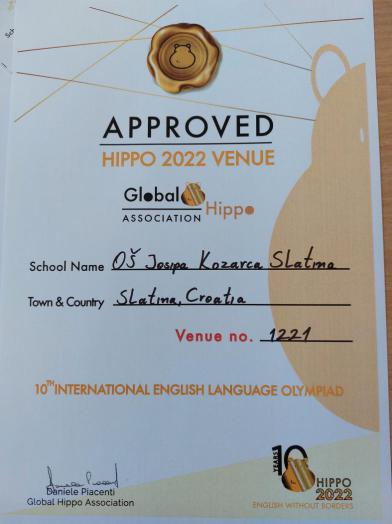 APPROVED
HIPPO 2022 VENUE
Global Hippo
ASSOCIATION
School Name OŠ Josipa Kozarca Slatina
Town & Country Slatina, Croatia
Venue no. 1221
10TH INTERNATIONAL ENGLISH LANGUAGE OLYMPIAD
Daniele Piacenti
Global Hippo Association
YEARS 10
HIPPO
2022
ENGLISH WITHOUT BORDERS